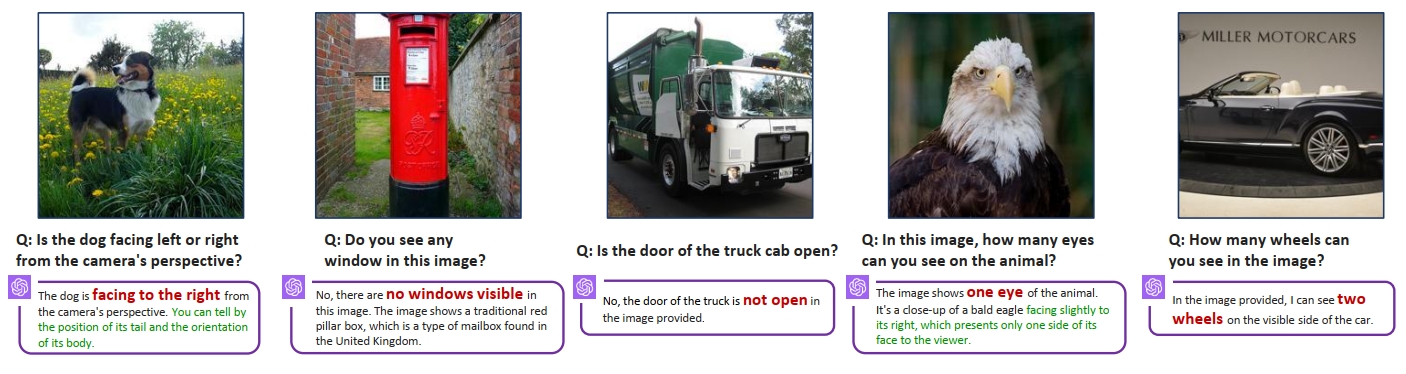 MILLER MOTORCARS
Q: Is the dog facing left or right
from the camera's perspective?
The dog is facing to the right from
the camera's perspective. You can tell by
the position of its tail and the orientation
of its body.
Q: Do you see any
window in this image?
No, there are no windows visible in
this image. The image shows a traditional red
pillar box, which is a type of mailbox found in
the United Kingdom.
Q: Is the door of the truck cab open?
No, the door of the truck is not open in
the image provided.
Q: In this image, how many eyes
can you see on the animal?
The image shows one eye of the animal.
It's a close-up of a bald eagle facing slightly to
its right, which presents only one side of its
face to the viewer.
Q: How many wheels can
you see in the image?
In the image provided, I can see two
wheels on the visible side of the car.